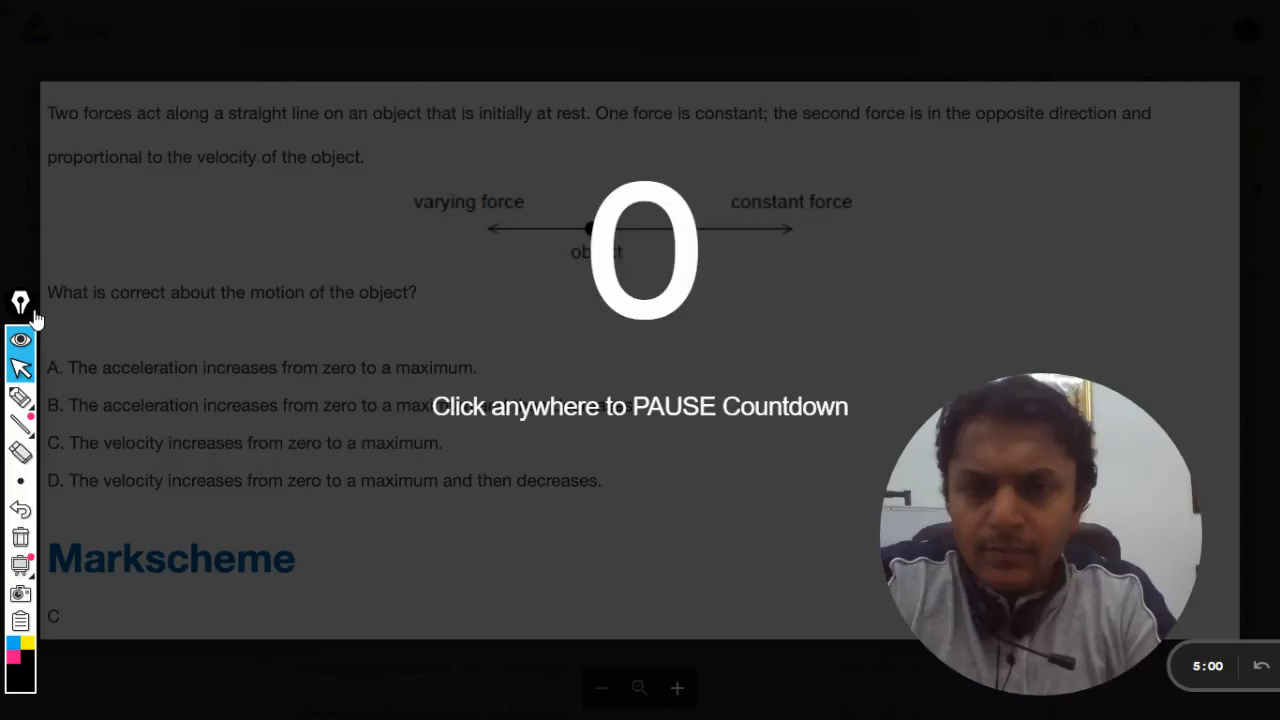 Two forces act along a straight line on an object that is initially at rest. One force is constant; the second force is in the opposite direction and
proportional to the velocity of the object.
0
varying force
constant force
What is correct about the motion of the object?
A. The acceleration increases from zero to a maximum.
B. The acceleration increases from zero to a
Click anywhere to PAUSE Countdown
C. The velocity increases from zero to a maximum.
D. The velocity increases from zero to a maximum and then decreases.
Markscheme
C
5:00